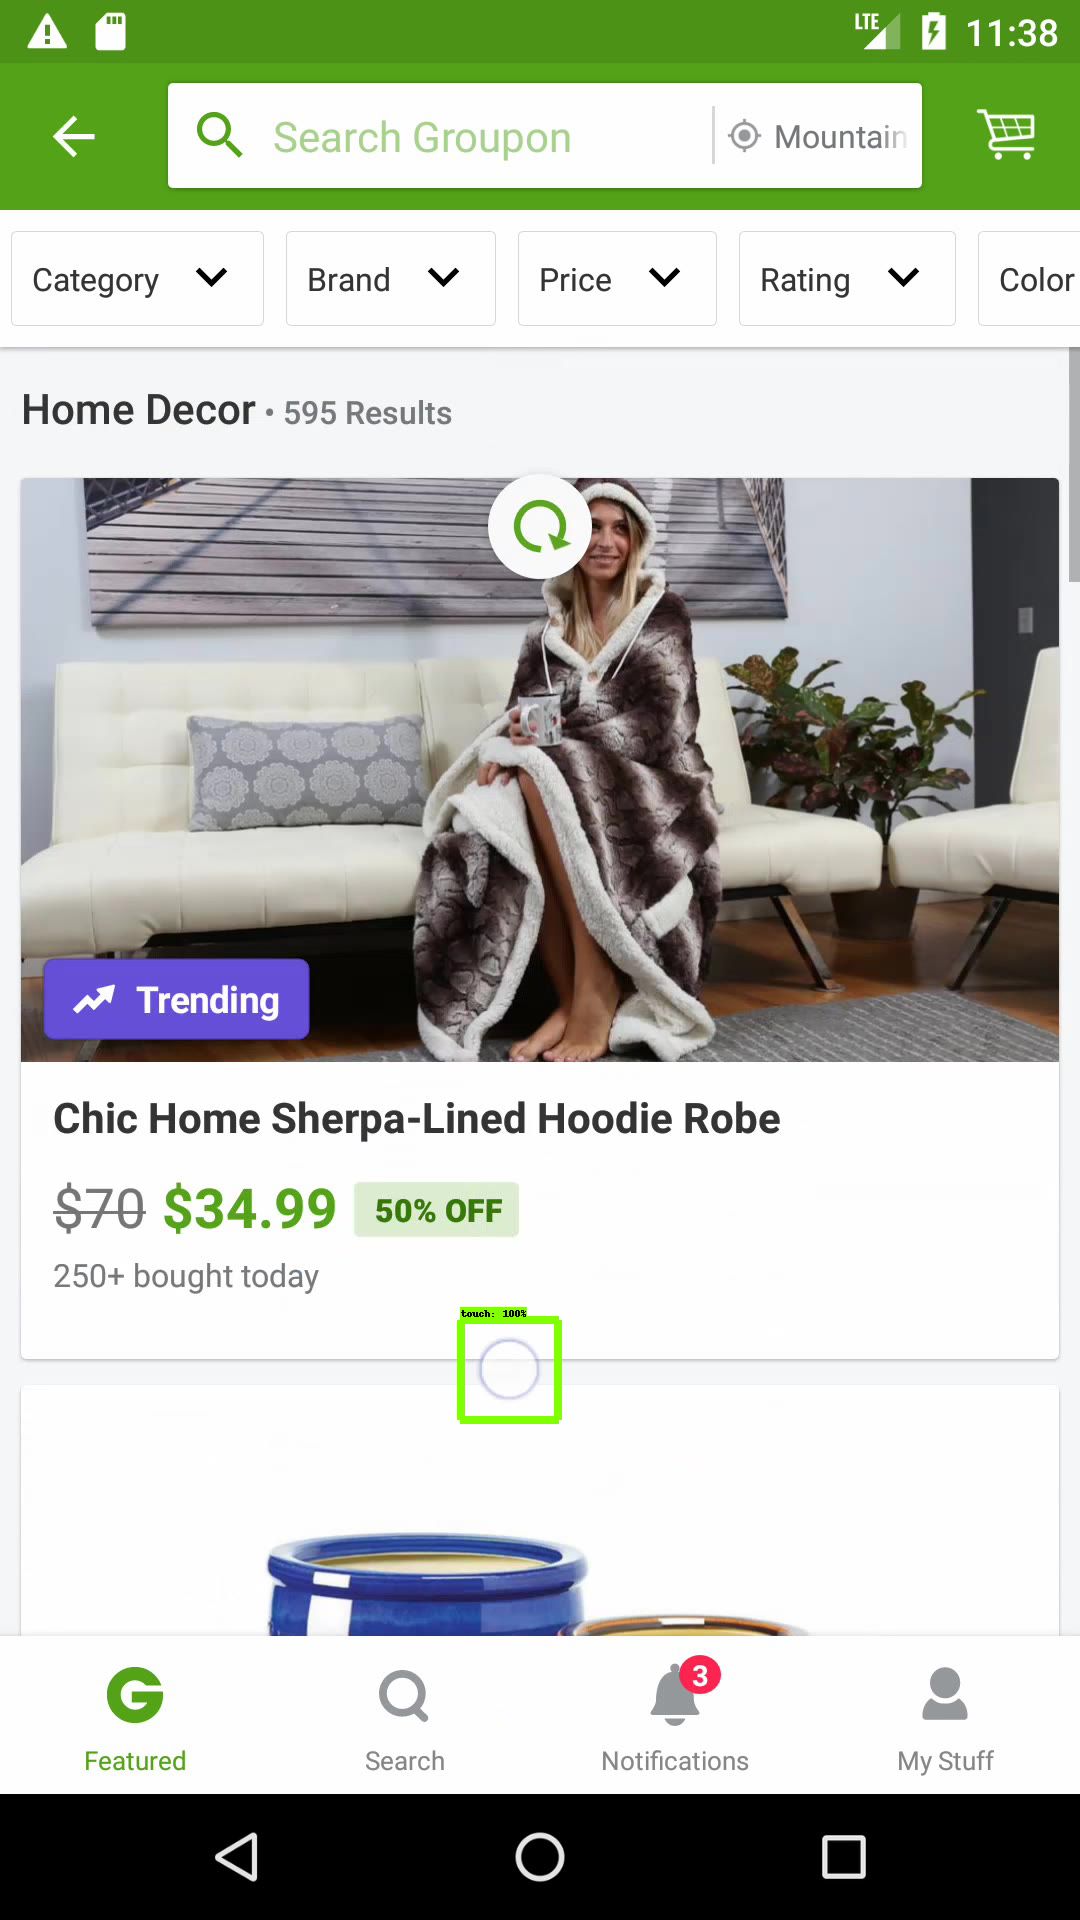 LTE 11:38
Search Groupon Mountain
Category Brand Price Rating Color
Home Decor • 595 Results
Trending
Chic Home Sherpa-Lined Hoodie Robe
$70 $34.99 50% OFF
250+ bought today
touch: 100%
3
Featured Search Notifications My Stuff